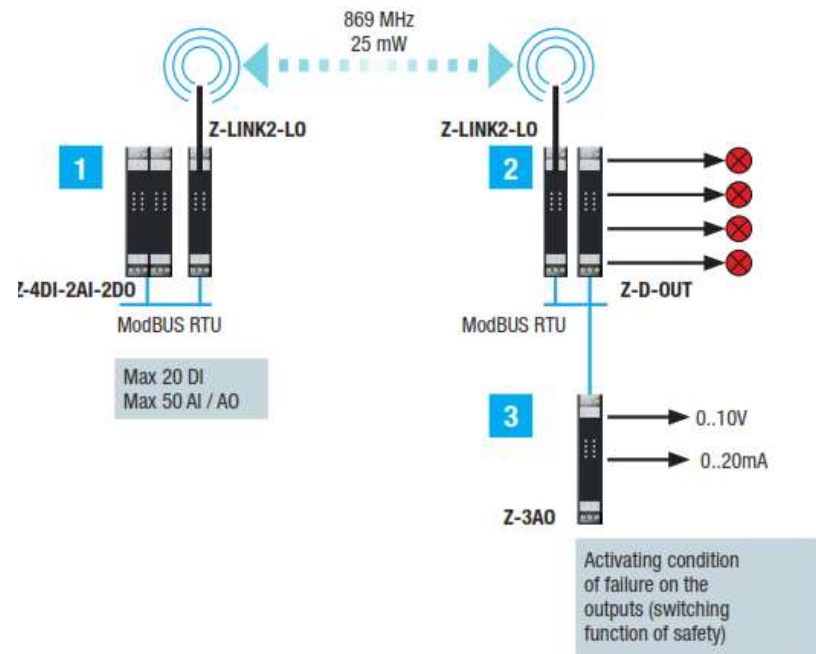 869 MHz
25 mW
Z-LINK2-LO
Z-LINK2-LO
1
2
Z-4DI-2AI-2DO
Z-D-OUT
ModBUS RTU
ModBUS RTU
Max 20 DI
Max 50 AI / AO
3
0..10V
0..20mA
Z-3AO
Activating condition
of failure on the
outputs (switching
function of safety)